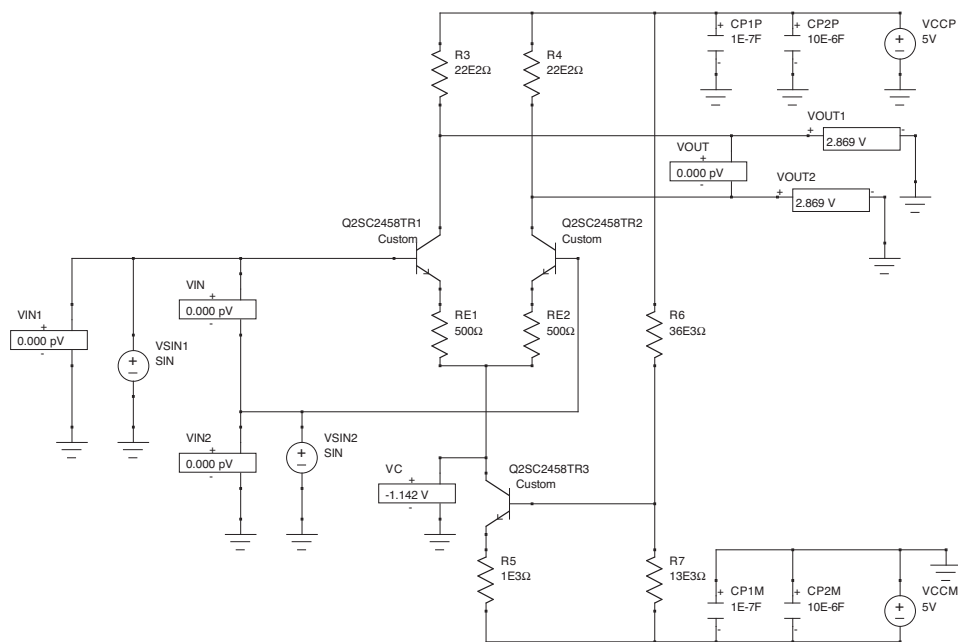 R3
22E2Ω
R4
22E2Ω
+ CP1P
1E-7F
-
+ CP2P
10E-6F
-
VCCP
5V
+
-
VOUT1
+ 2.869 V -
VOUT
+
0.000 pV
-
VOUT2
+ 2.869 V -
Q2SC2458TR1
Custom
Q2SC2458TR2
Custom
VIN
+
0.000 pV
-
VIN1
+
0.000 pV
-
VSIN1
SIN
+
-
RE1
500Ω
RE2
500Ω
R6
36E3Ω
VIN2
+
0.000 pV
-
VSIN2
SIN
+
-
VC
+
-1.142 V
-
Q2SC2458TR3
Custom
R5
1E3Ω
R7
13E3Ω
+ CP1M
1E-7F
-
+ CP2M
10E-6F
-
VCCM
5V
+
-